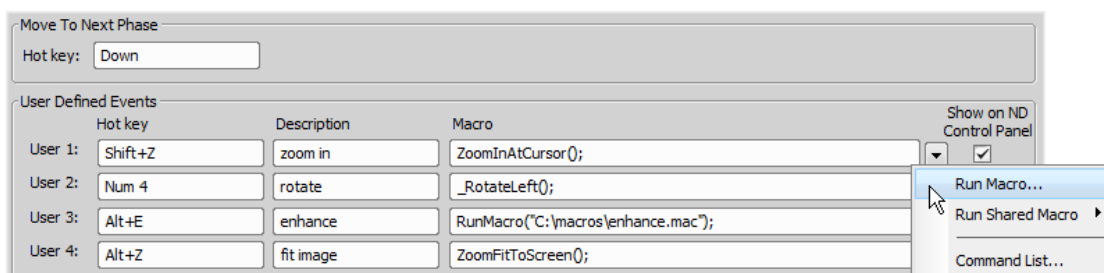 Move To Next Phase
Hot key: Down
User Defined Events
Hot key Description Macro Show on ND Control Panel
User 1: Shift+Z zoom in ZoomInAtCursor();
User 2: Num 4 rotate _RotateLeft();
User 3: Alt+E enhance RunMacro("C:\macros\enhance.mac");
User 4: Alt+Z fit image ZoomFitToScreen();
Run Macro...
Run Shared Macro
Command List...